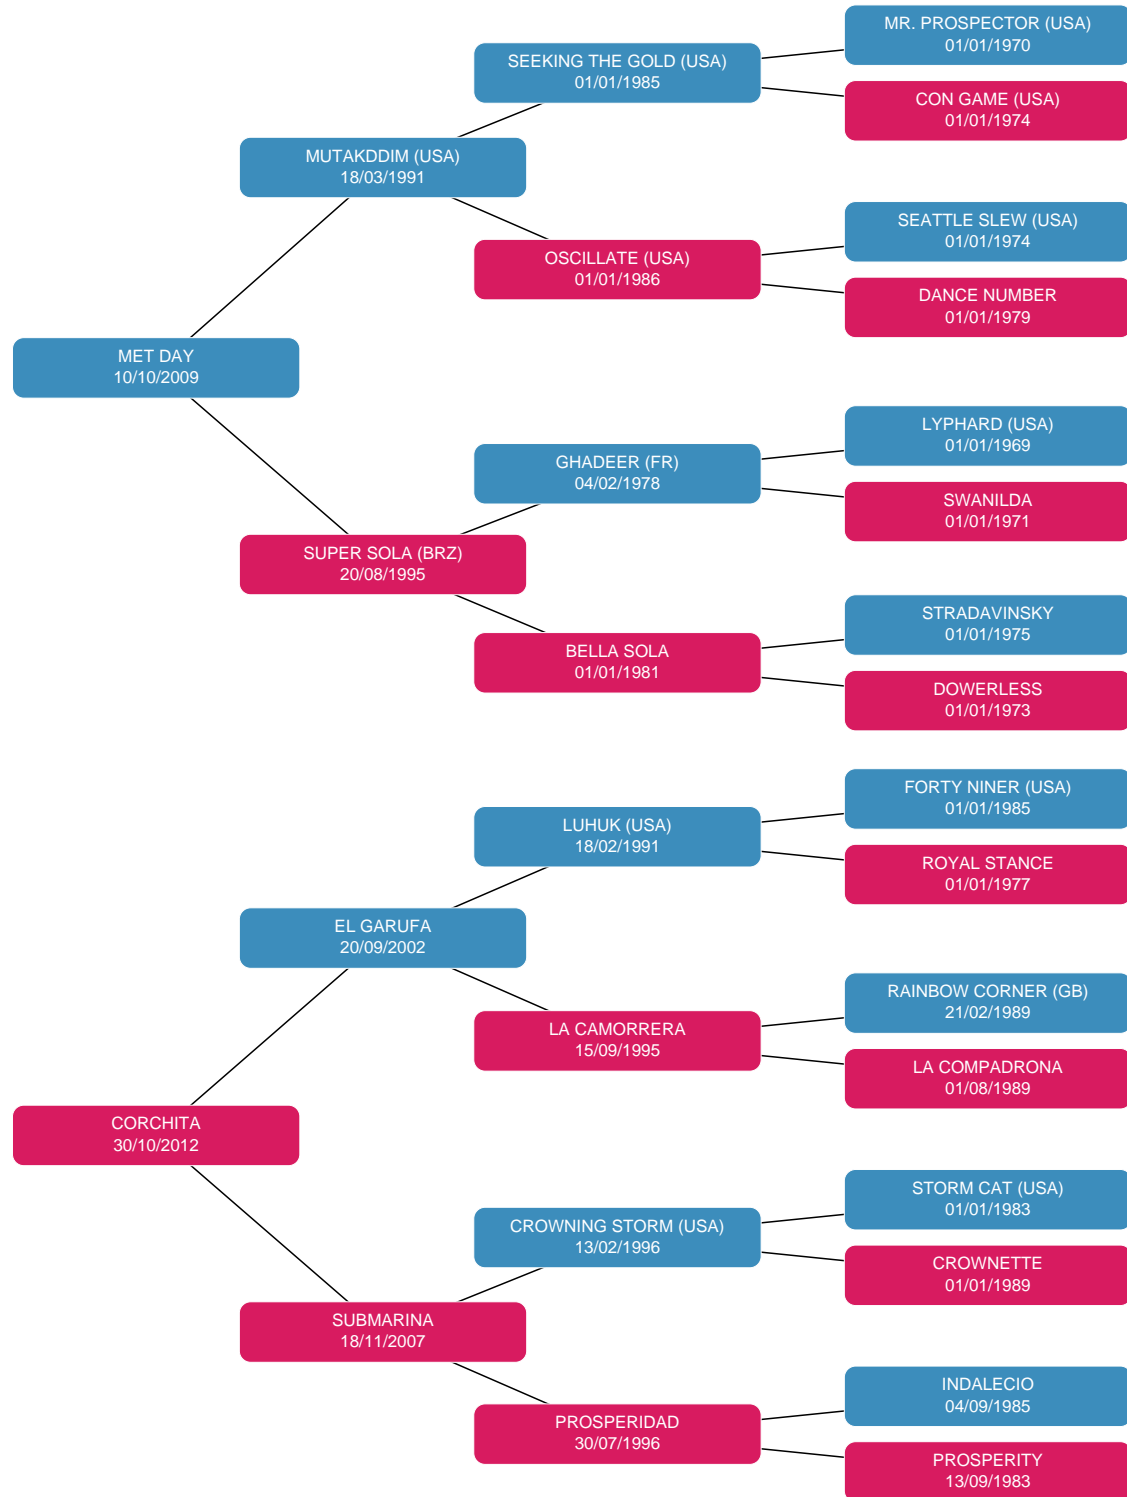 MR. PROSPECTOR (USA)
01/01/1970
SEEKING THE GOLD (USA)
01/01/1985
CON GAME (USA)
01/01/1974
MUTAKDDIM (USA)
18/03/1991
SEATTLE SLEW (USA)
01/01/1974
OSCILLATE (USA)
01/01/1986
DANCE NUMBER
01/01/1979
MET DAY
10/10/2009
LYPHARD (USA)
01/01/1969
GHADEER (FR)
04/02/1978
SWANILDA
01/01/1971
SUPER SOLA (BRZ)
20/08/1995
STRADAVINSKY
01/01/1975
BELLA SOLA
01/01/1981
DOWERLESS
01/01/1973
FORTY NINER (USA)
01/01/1985
LUHUK (USA)
18/02/1991
ROYAL STANCE
01/01/1977
EL GARUFA
20/09/2002
RAINBOW CORNER (GB)
21/02/1989
LA CAMORRERA
15/09/1995
LA COMPADRONA
01/08/1989
CORCHITA
30/10/2012
STORM CAT (USA)
01/01/1983
CROWNING STORM (USA)
13/02/1996
CROWNETTE
01/01/1989
SUBMARINA
18/11/2007
INDALECIO
04/09/1985
PROSPERIDAD
30/07/1996
PROSPERITY
13/09/1983